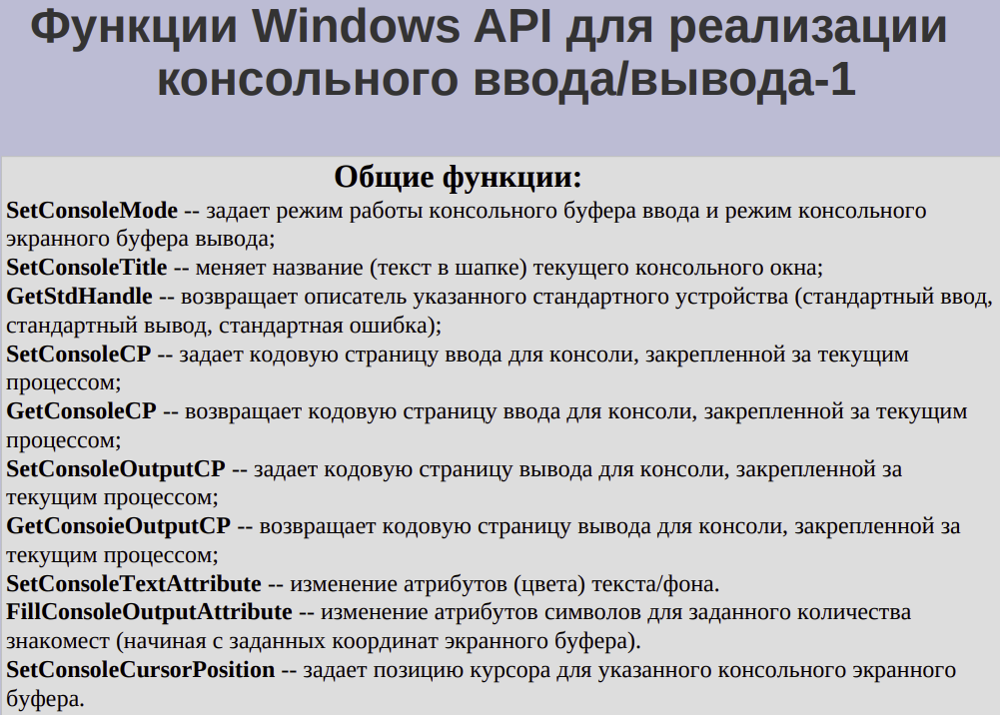 Функции Windows API для реализации
консольного ввода/вывода-1
Общие функции:
SetConsoleMode -- задает режим работы консольного буфера ввода и режим консольного
экранного буфера вывода;
SetConsoleTitle -- меняет название (текст в шапке) текущего консольного окна;
GetStdHandle -- возвращает описатель указанного стандартного устройства (стандартный ввод,
стандартный вывод, стандартная ошибка);
SetConsoleCP -- задает кодовую страницу ввода для консоли, закрепленной за текущим
процессом;
GetConsoleCP -- возвращает кодовую страницу ввода для консоли, закрепленной за текущим
процессом;
SetConsoleOutputCP -- задает кодовую страницу вывода для консоли, закрепленной за
текущим процессом;
GetConsoieOutputCP -- возвращает кодовую страницу вывода для консоли, закрепленной за
текущим процессом;
SetConsoleTextAttribute -- изменение атрибутов (цвета) текста/фона.
FillConsoleOutputAttribute -- изменение атрибутов символов для заданного количества
знакомест (начиная с заданных координат экранного буфера).
SetConsoleCursorPosition -- задает позицию курсора для указанного консольного экранного
буфера.